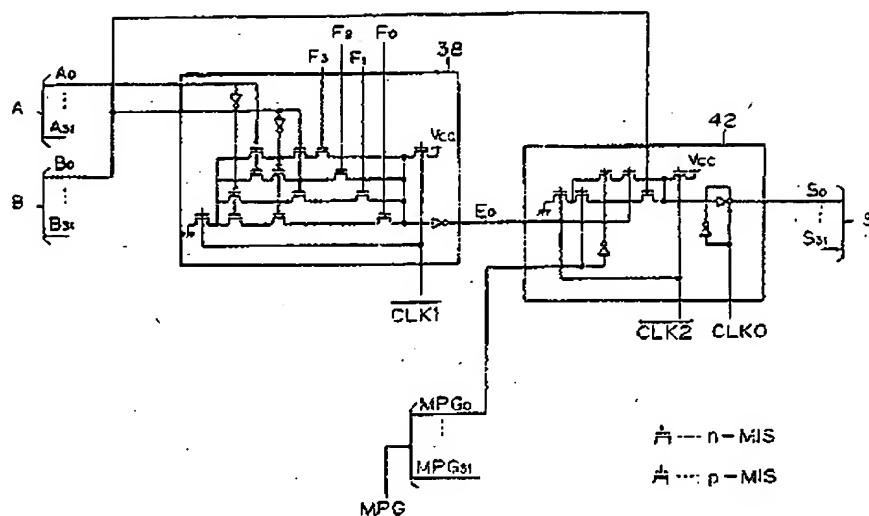 F3 F2 F1 F0 38
A A0
A31
B B0
B31
Vcc
E0
CLK1
42
Vcc
S0
S31
S
CLK2 CLK0
MPG0
MPG31
MPG
n-MIS
p-MIS